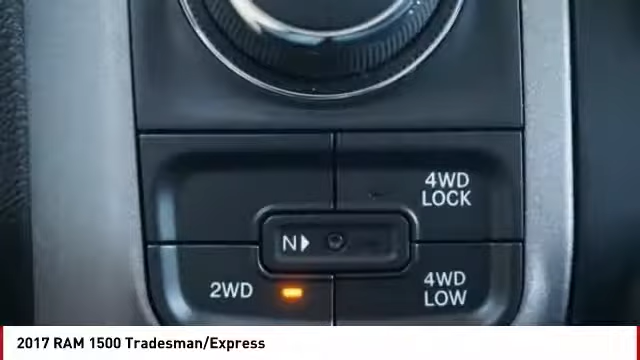 4WD
LOCK
N
2WD
4WD
LOW
2017 RAM 1500 Tradesman/Express